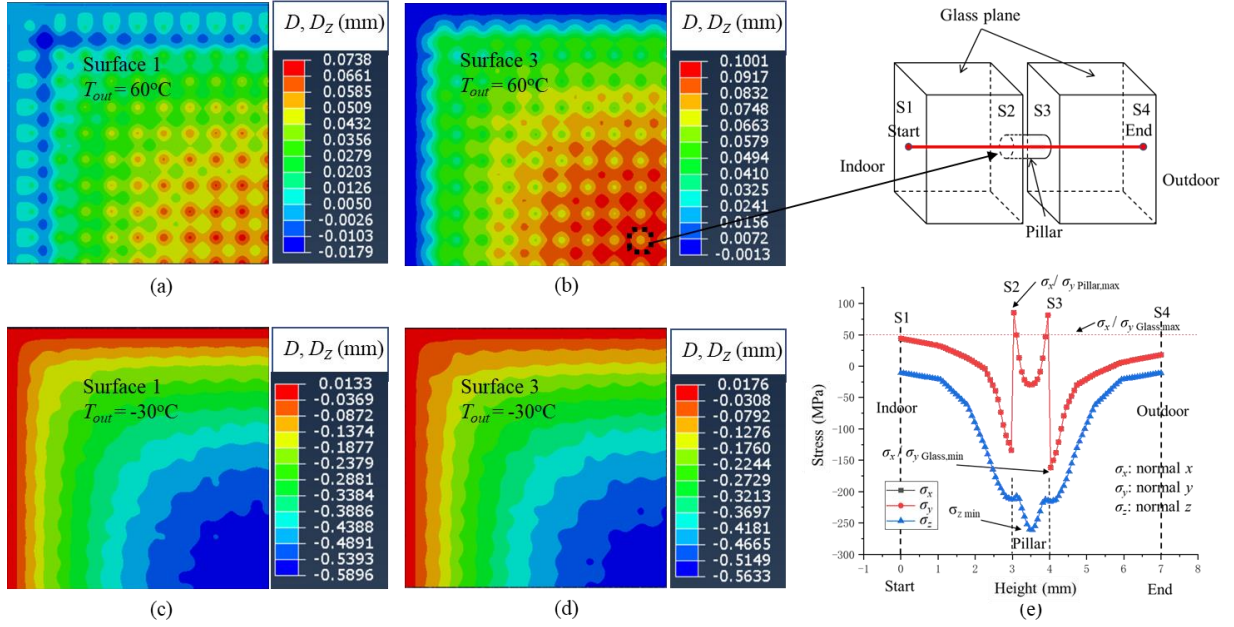 D, D_Z (mm)
Surface 1
T_out = 60°C
0.0738
0.0661
0.0585
0.0509
0.0432
0.0356
0.0279
0.0203
0.0126
0.0050
-0.0026
-0.0103
-0.0179
(a)
D, D_Z (mm)
Surface 3
T_out = 60°C
0.1001
0.0917
0.0832
0.0748
0.0663
0.0579
0.0494
0.0410
0.0325
0.0241
0.0156
0.0072
-0.0013
(b)
Glass plane
S1
S2
S3
S4
Start
End
Indoor
Outdoor
Pillar
D, D_Z (mm)
Surface 1
T_out = -30°C
0.0133
-0.0369
-0.0872
-0.1374
-0.1877
-0.2379
-0.2881
-0.3384
-0.3886
-0.4388
-0.4891
-0.5393
-0.5896
(c)
D, D_Z (mm)
Surface 3
T_out = -30°C
0.0176
-0.0308
-0.0792
-0.1276
-0.1760
-0.2244
-0.2729
-0.3213
-0.3697
-0.4181
-0.4665
-0.5149
-0.5633
(d)
S1
S2
S3
S4
σ_x/ σ_y Pillar,max
σ_x / σ_y Glass,max
Indoor
Outdoor
σ_x / σ_y Glass,min
σ_z min
Pillar
σ_x
σ_y
σ_z
σ_x: normal x
σ_y: normal y
σ_z: normal z
Stress (MPa)
100
50
0
-50
-100
-150
-200
-250
-300
-1 0 1 2 3 4 5 6 7 8
Start
Height (mm)
End
(e)